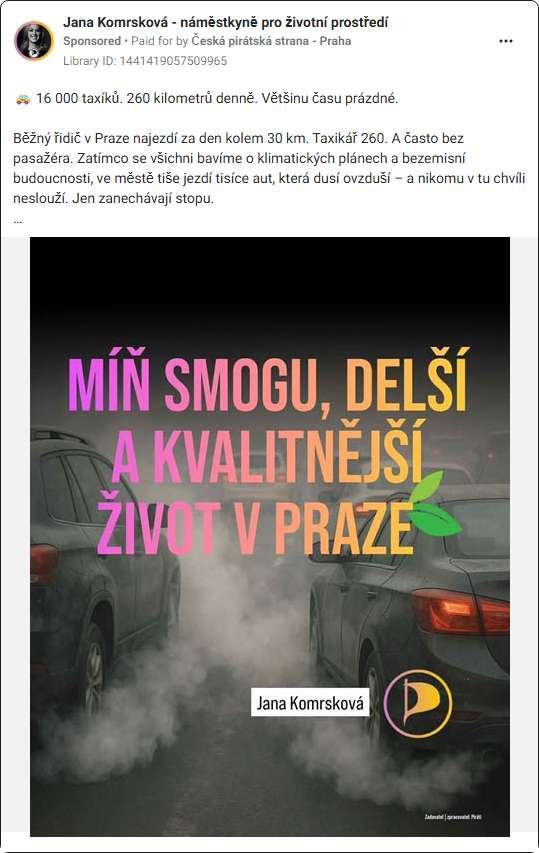 Jana Komrsková - náměstkyně pro životní prostředí
Sponsored • Paid for by Česká pirátská strana - Praha
Library ID: 1441419057509965
🚕 16 000 taxíků. 260 kilometrů denně. Většinu času prázdné.
Běžný řidič v Praze najezdí za den kolem 30 km. Taxikář 260. A často bez
pasažéra. Zatímco se všichni bavíme o klimatických plánech a bezemisní
budoucnosti, ve městě tiše jezdí tisíce aut, která dusí ovzduší – a nikomu v tu chvíli
neslouží. Jen zanechávají stopu.
...
MÍŇ SMOGU, DELŠÍ
A KVALITNĚJŠÍ
ŽIVOT V PRAZE
Jana Komrsková
Zadavatel | zpracovatel: Piráti